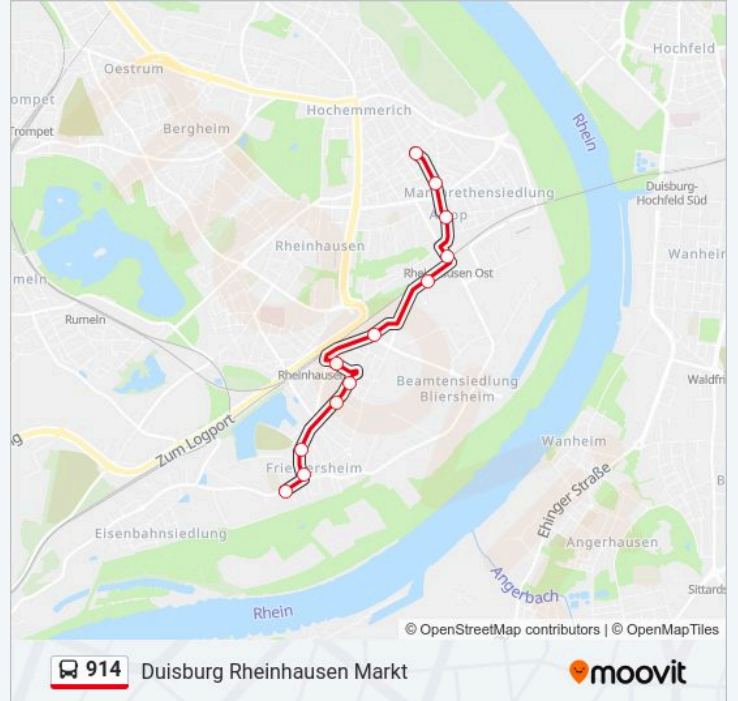 Hochfeld
Oestrum
ompet
Hochemmerich
Trompet
Bergheim
Rhein
Margarethensiedlung
Duisburg-
Hochfeld Süd
Rheinhausen
Wanheim
Rheinhausen Ost
meln
Rumeln
Rheinhausen
Beamtensiedlung
Bliersheim
Waldfri
g
Zum Logport
Wanheim
Friemersheim
Ehinger Straße
B
Eisenbahnsiedlung
Angerhausen
Angerbach
Sittards
Rhein
© OpenStreetMap contributors | © OpenMapTiles
914 Duisburg Rheinhausen Markt
moovit